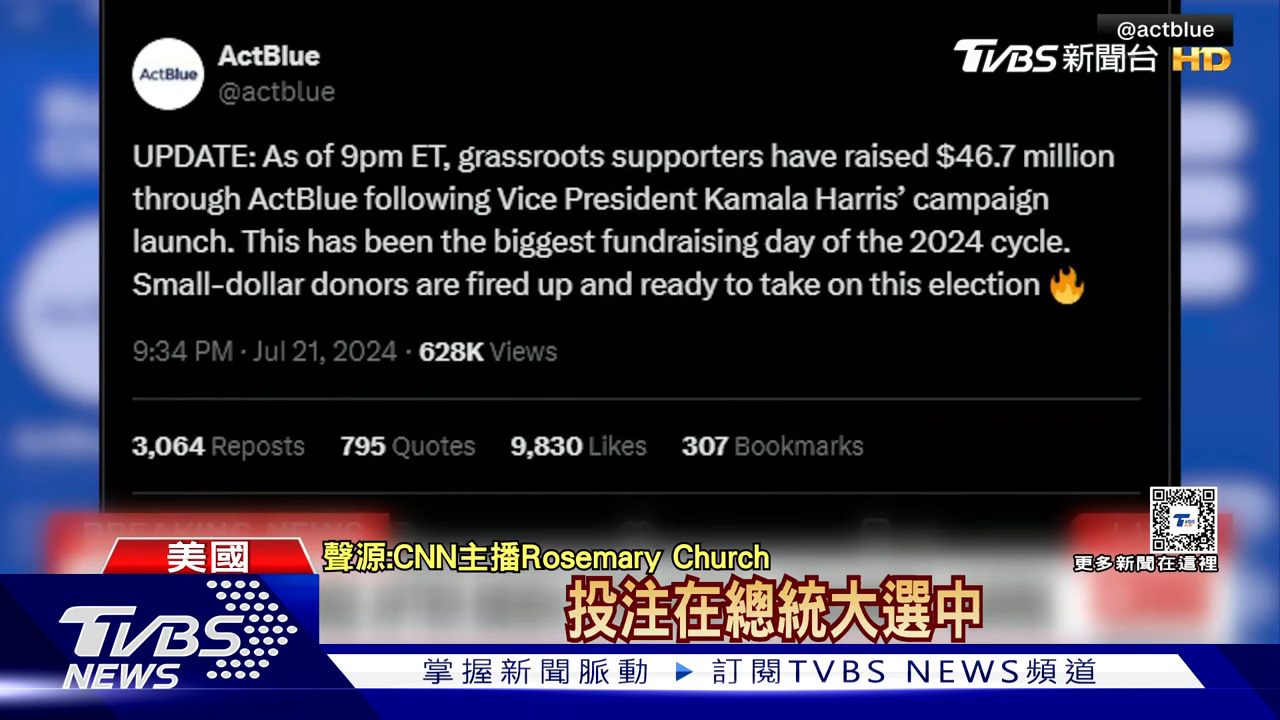 @actblue
TVBS新聞台 HD
ActBlue
ActBlue
@actblue
UPDATE: As of 9pm ET, grassroots supporters have raised $46.7 million
through ActBlue following Vice President Kamala Harris’ campaign
launch. This has been the biggest fundraising day of the 2024 cycle.
Small-dollar donors are fired up and ready to take on this election 🔥
9:34 PM · Jul 21, 2024 · 628K Views
3,064 Reposts 795 Quotes 9,830 Likes 307 Bookmarks
BREAKING NEWS
TVBS
更多新聞在這裡
美國
聲源:CNN主播Rosemary Church
投注在總統大選中
TVBS
NEWS
掌握新聞脈動 ▶ 訂閱TVBS NEWS頻道